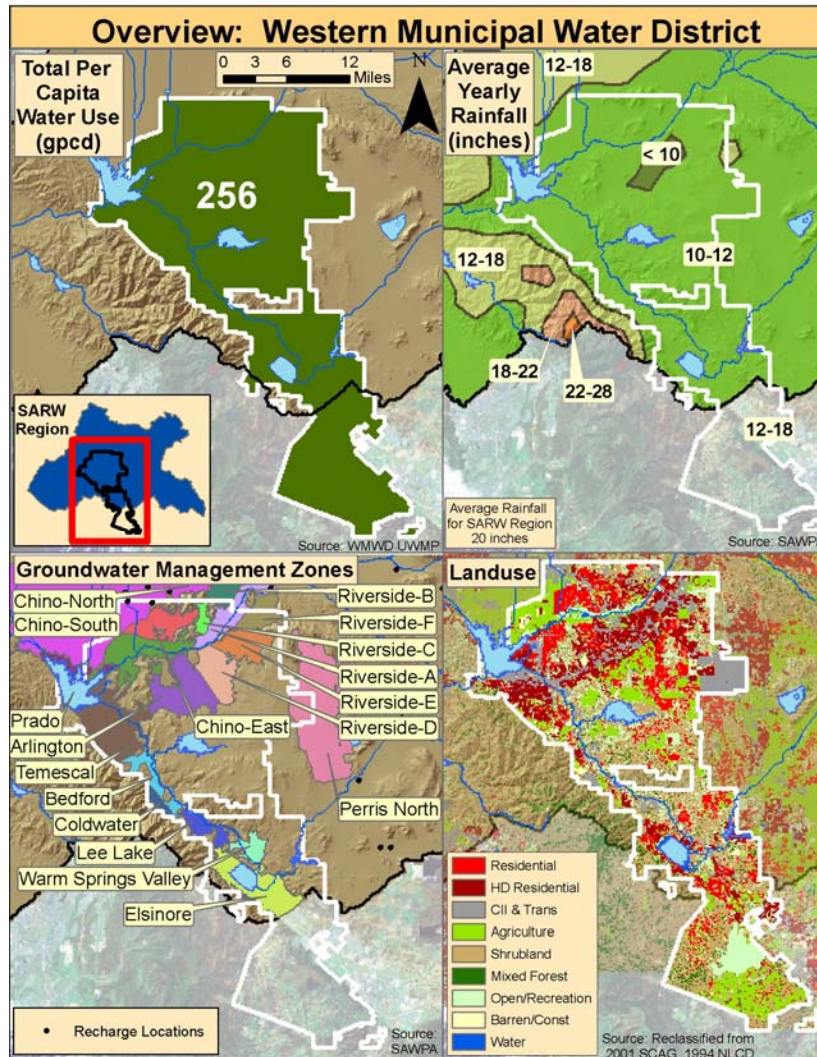 Overview: Western Municipal Water District
Total Per
Capita
Water Use
(gpcd)
0 3 6 12
Miles
N
256
SARW
Region
Source: WMWD UWMP
Average
Yearly
Rainfall
(inches)
12-18
< 10
12-18
10-12
18-22
22-28
12-18
Average Rainfall
for SARW Region
20 inches
Source: SAWPA
Groundwater Management Zones
Chino-North
Chino-South
Riverside-B
Riverside-F
Riverside-C
Riverside-A
Riverside-E
Riverside-D
Chino-East
Prado
Arlington
Temescal
Bedford
Coldwater
Lee Lake
Warm Springs Valley
Elsinore
Perris North
Recharge Locations
Source:
SAWPA
Landuse
Residential
HD Residential
CII & Trans
Agriculture
Shrubland
Mixed Forest
Open/Recreation
Barren/Const
Water
Source: Reclassified from
2001 SCAG, 1994 NLCD